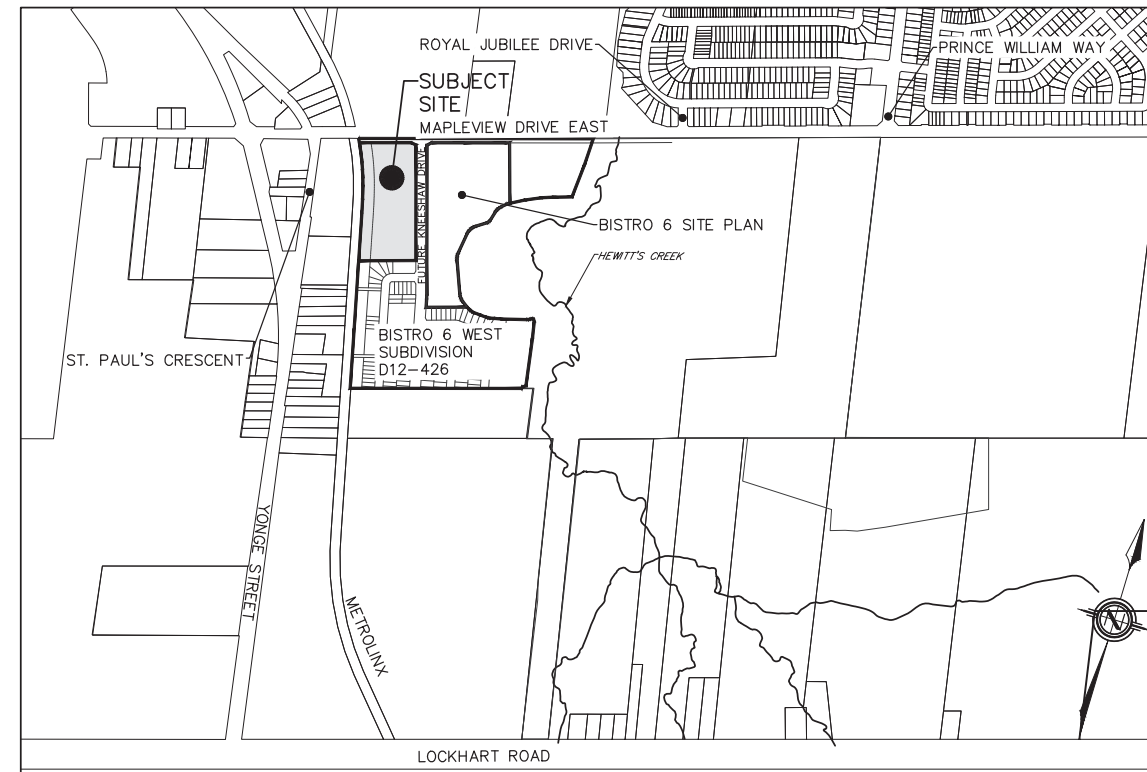 ROYAL JUBILEE DRIVE
PRINCE WILLIAM WAY
SUBJECT
SITE
MAPLEVIEW DRIVE EAST
FUTURE KNEESHAW DRIVE
BISTRO 6 SITE PLAN
HEWITT'S CREEK
BISTRO 6 WEST
SUBDIVISION
D12-426
ST. PAUL'S CRESCENT
YONGE STREET
METROLINX
N
LOCKHART ROAD